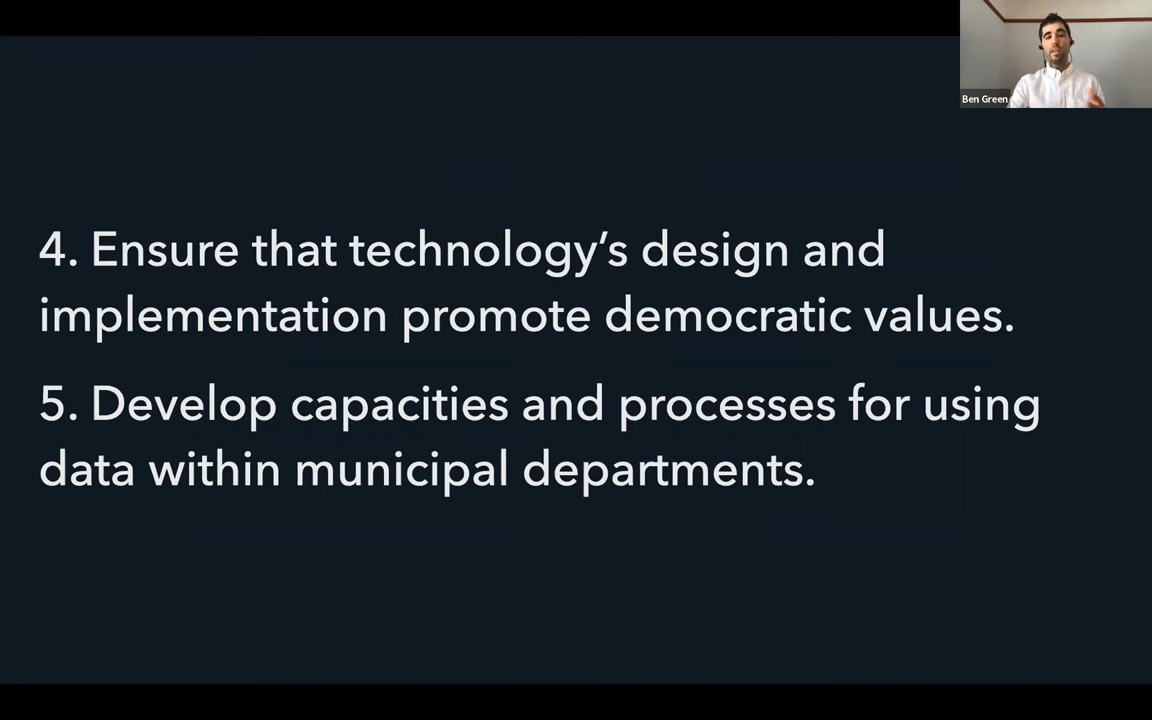 Ben Green
4. Ensure that technology’s design and
implementation promote democratic values.
5. Develop capacities and processes for using
data within municipal departments.